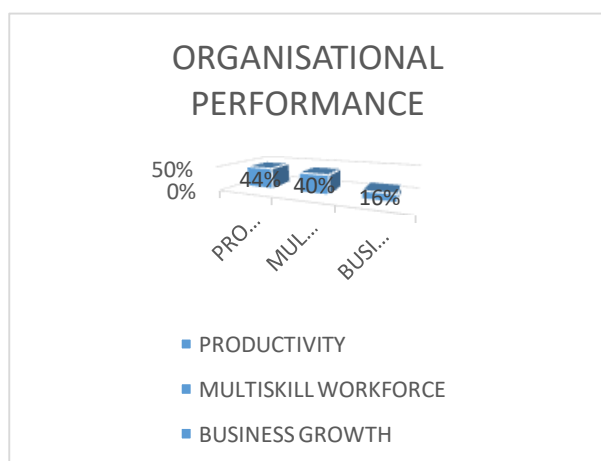 ORGANISATIONAL
PERFORMANCE
50%
0%
44%
40%
16%
PRO...
MUL...
BUSI...
PRODUCTIVITY
MULTISKILL WORKFORCE
BUSINESS GROWTH